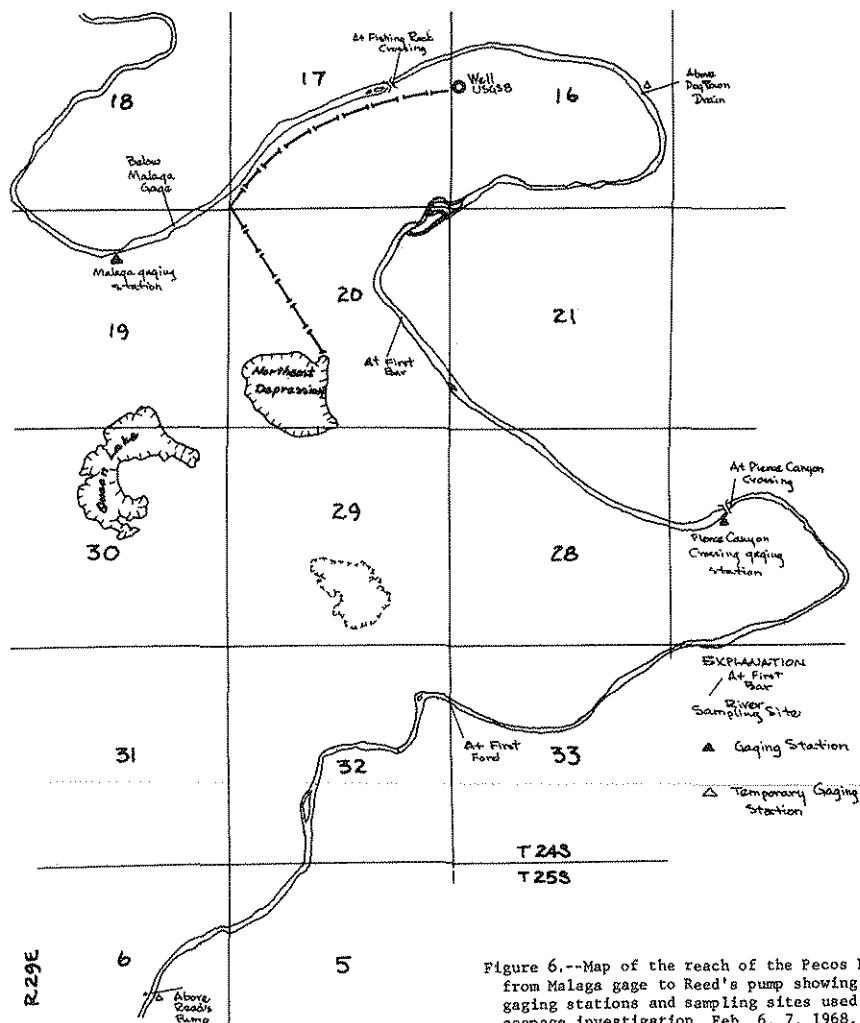 At Fishing Rock
Crossing
17
18
Well
USGS8
16
Above
Dog Town
Drain
Below
Malaga
Gage
Malaga gaging
station
19
20
21
At First
Bar
Northeast
Depression
Queen Lake
30
29
28
At Pierce Canyon
Crossing
Pierce Canyon
Crossing gaging
station
EXPLANATION
At First
Bar
River
Sampling Site
Gaging Station
Temporary Gaging
Station
31
32
At First
Ford
33
T24S
T25S
R29E
6
5
Above
Reed's
Pump
Figure 6.--Map of the reach of the Pecos
from Malaga gage to Reed's pump showing
gaging stations and sampling sites used
seepage investigation, Feb. 6, 7, 1968.